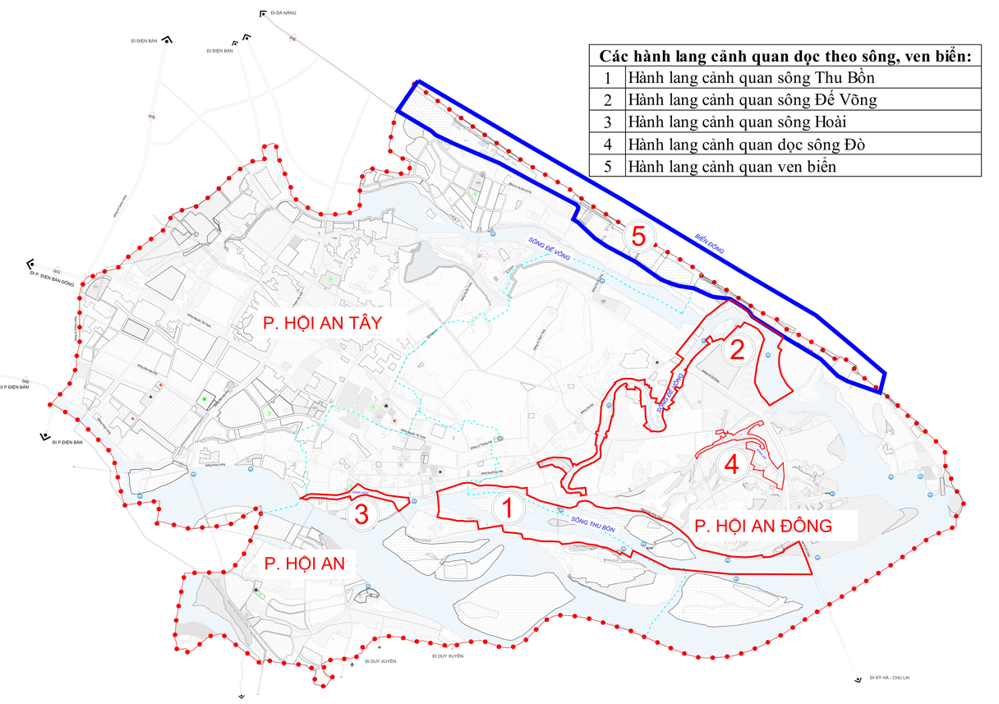 ĐI ĐÀ NẴNG
ĐI ĐIỆN BÀN
ĐI ĐIỆN BÀN
Các hành lang cảnh quan dọc theo sông, ven biển:
1 Hành lang cảnh quan sông Thu Bồn
2 Hành lang cảnh quan sông Đế Võng
3 Hành lang cảnh quan sông Hoài
4 Hành lang cảnh quan dọc sông Đò
5 Hành lang cảnh quan ven biển
5
BIỂN ĐÔNG
SÔNG ĐẾ VÕNG
ĐI P. ĐIỆN BÀN ĐÔNG
P. HỘI AN TÂY
2
SÔNG ĐẾ VÕNG
ĐI P.ĐIỆN BÀN
ĐI P.ĐIỆN BÀN
4
SÔNG HOÀI
3
1
SÔNG THU BỒN
P. HỘI AN ĐÔNG
P. HỘI AN
ĐI DUY XUYÊN
ĐI DUY XUYÊN
ĐI KỲ HÀ - CHU LAI